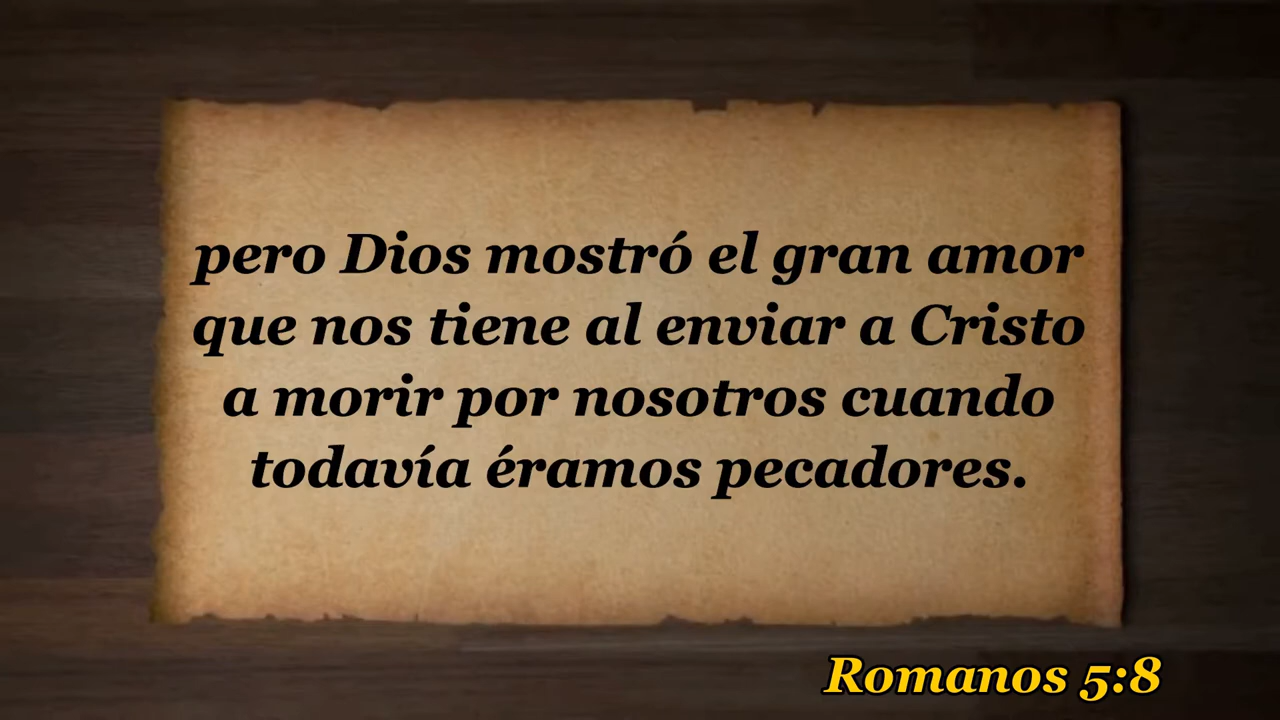 pero Dios mostró el gran amor
que nos tiene al enviar a Cristo
a morir por nosotros cuando
todavía éramos pecadores.
Romanos 5:8